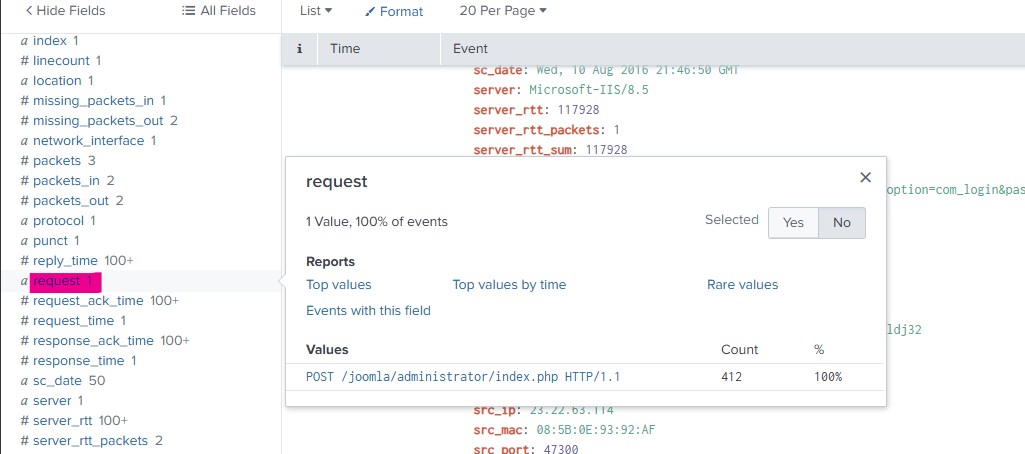 Hide Fields
All Fields
List
Format
20 Per Page
i
Time
Event
a index 1
# linecount 1
a location 1
# missing_packets_in 1
# missing_packets_out 2
a network_interface 1
# packets 3
# packets_in 2
# packets_out 2
a protocol 1
a punct 1
# reply_time 100+
a request 1
# request_ack_time 100+
# request_time 1
# response_ack_time 100+
# response_time 1
a sc_date 50
a server 1
# server_rtt 100+
# server_rtt_packets 2
sc_date: Wed, 10 Aug 2016 21:46:50 GMT
server: Microsoft-IIS/8.5
server_rtt: 117928
server_rtt_packets: 1
server_rtt_sum: 117928
option=com_login&pas
ldj32
request
1 Value, 100% of events
Selected
Yes
No
Reports
Top values
Top values by time
Rare values
Events with this field
Values
Count
%
POST /joomla/administrator/index.php HTTP/1.1
412
100%
src_ip: 23.22.63.114
src_mac: 08:5B:0E:93:92:AF
src_port: 47300